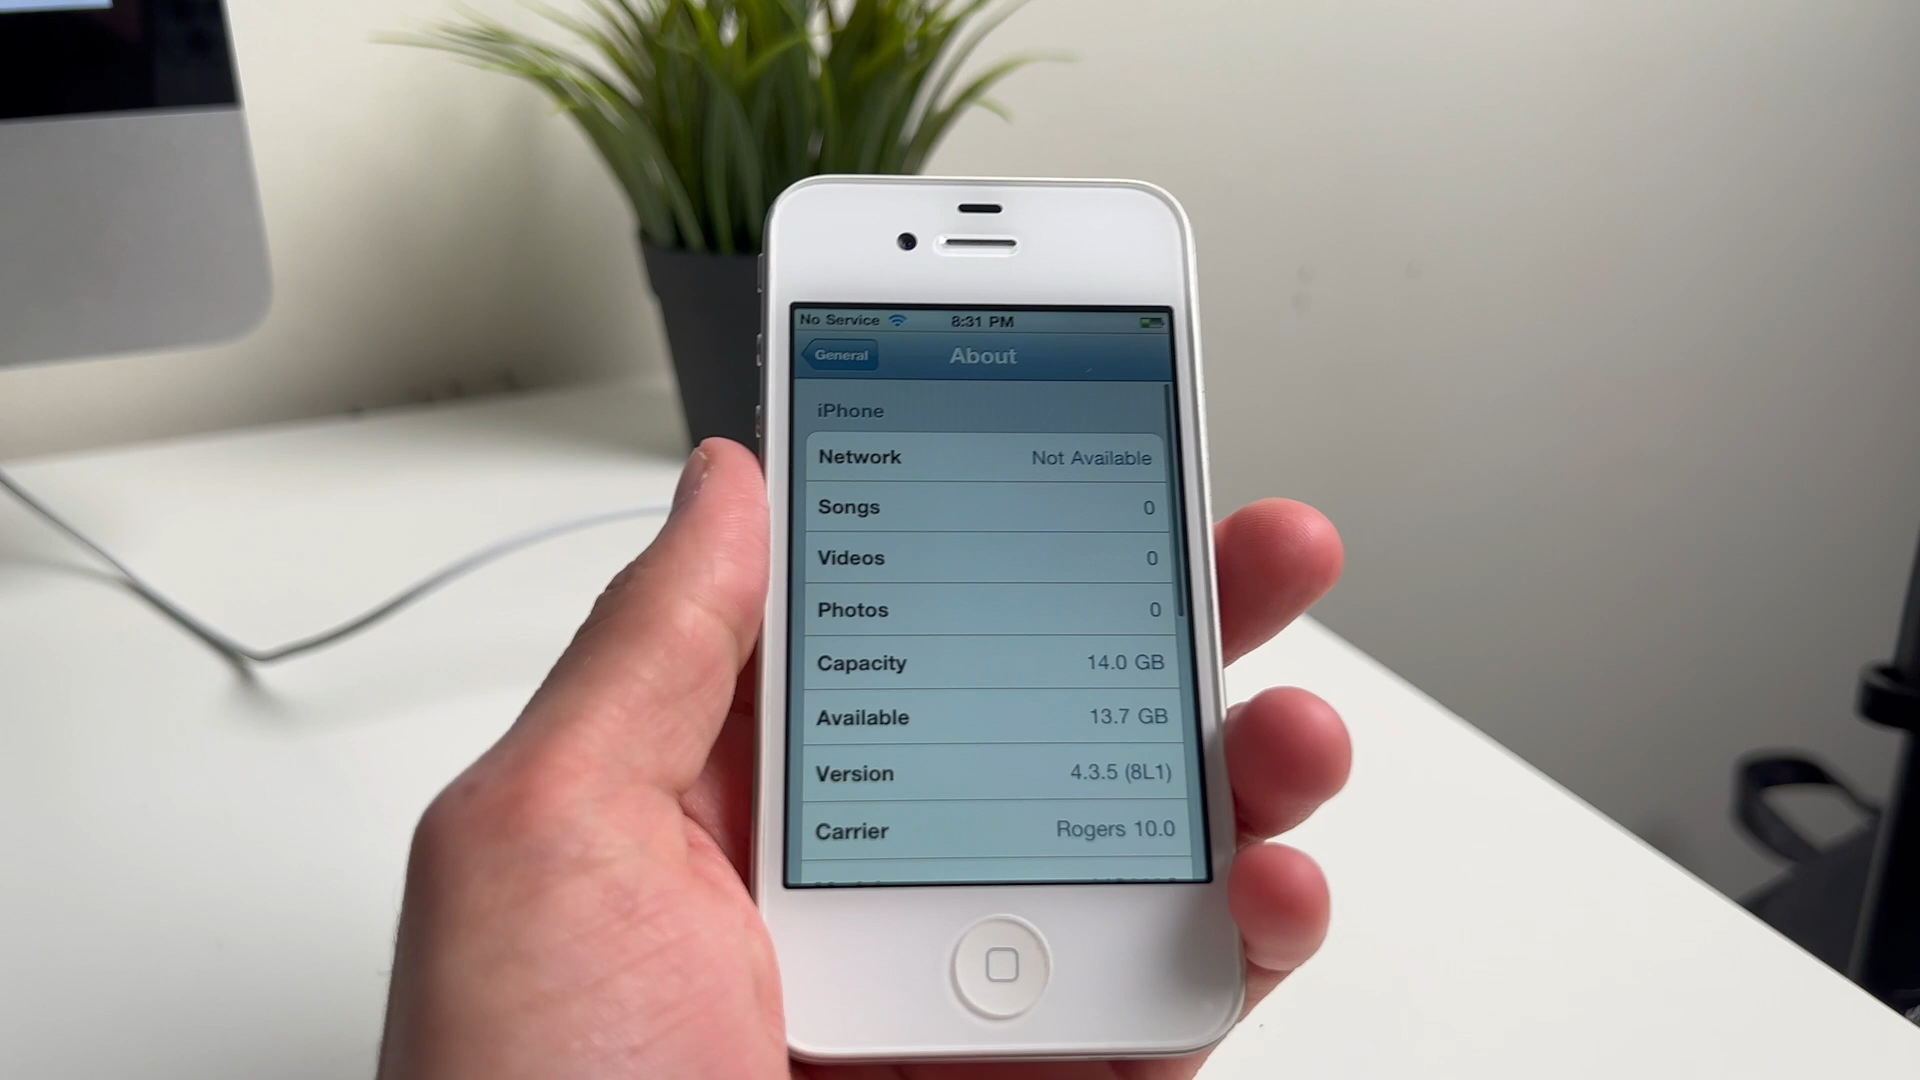 No Service 8:31 PM
General About
iPhone
Network Not Available
Songs 0
Videos 0
Photos 0
Capacity 14.0 GB
Available 13.7 GB
Version 4.3.5 (8L1)
Carrier Rogers 10.0